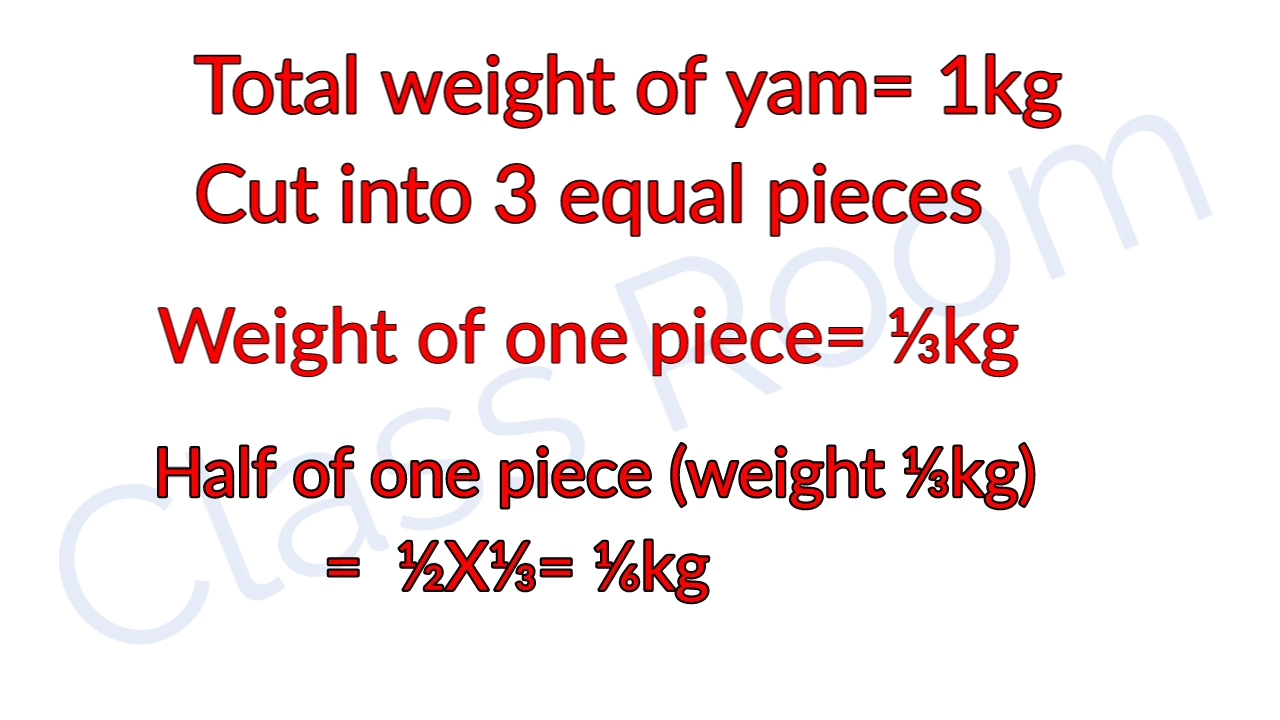 Total weight of yam= 1kg
Cut into 3 equal pieces
Weight of one piece= ⅓kg
Half of one piece (weight ⅓kg)
= ½X⅓= ⅙kg
Class Room